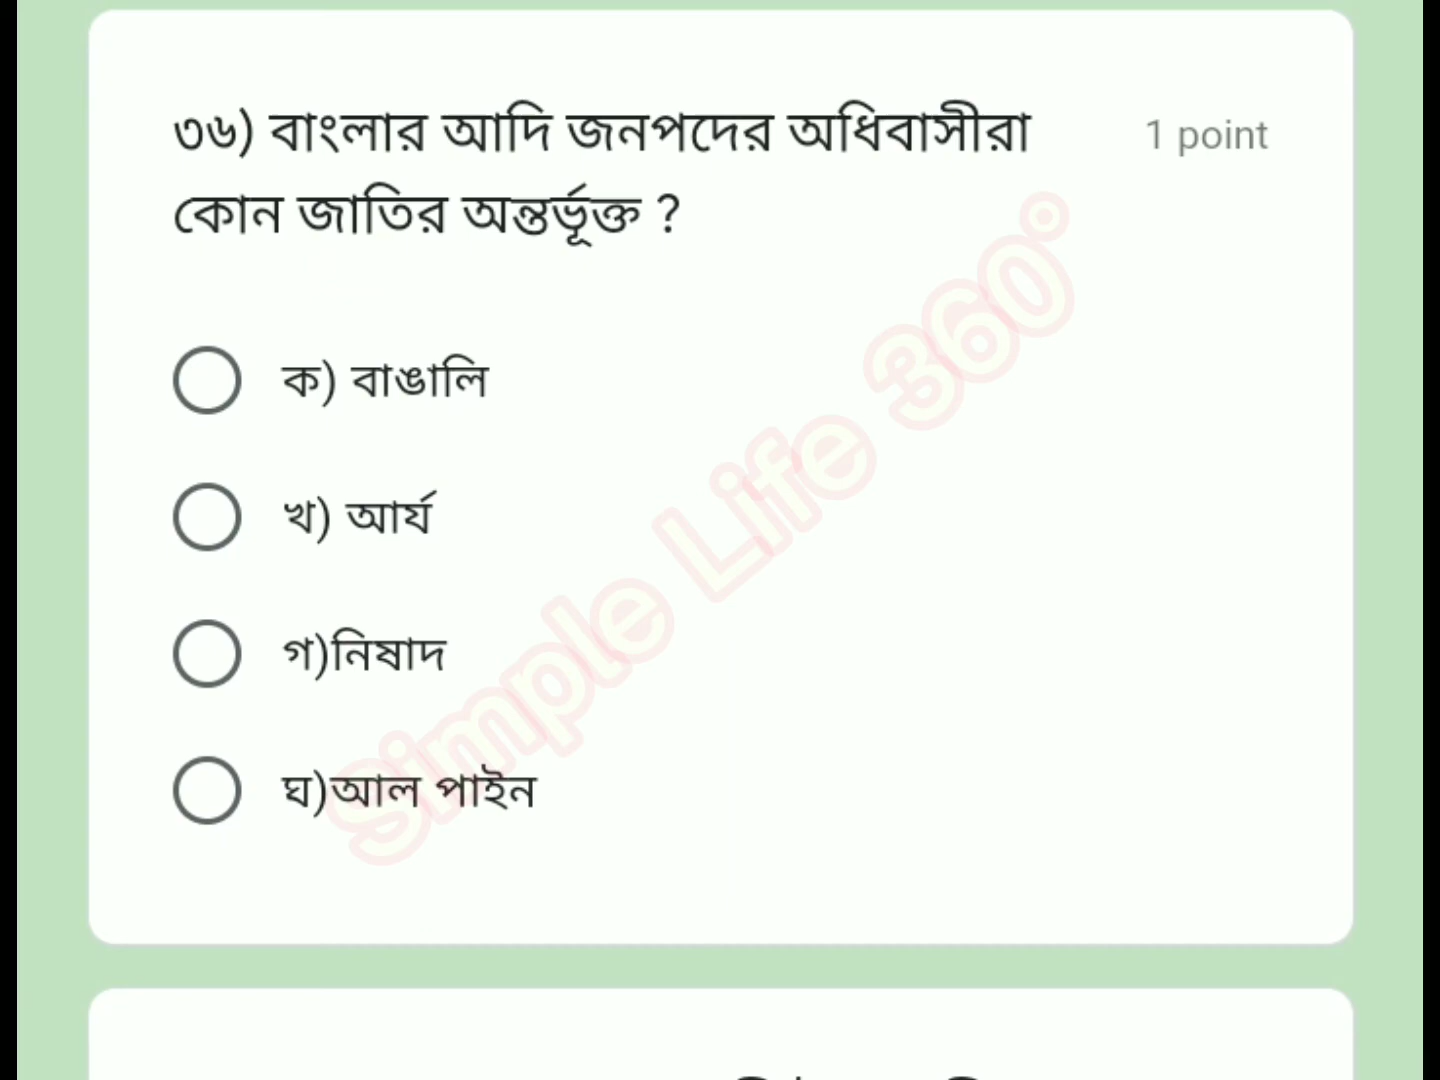 ৩৬) বাংলার আদি জনপদের অধিবাসীরা
কোন জাতির অন্তর্ভূক্ত ?
1 point
ক) বাঙালি
খ) আর্য
গ)নিষাদ
ঘ)আল পাইন
Simple Life 360°